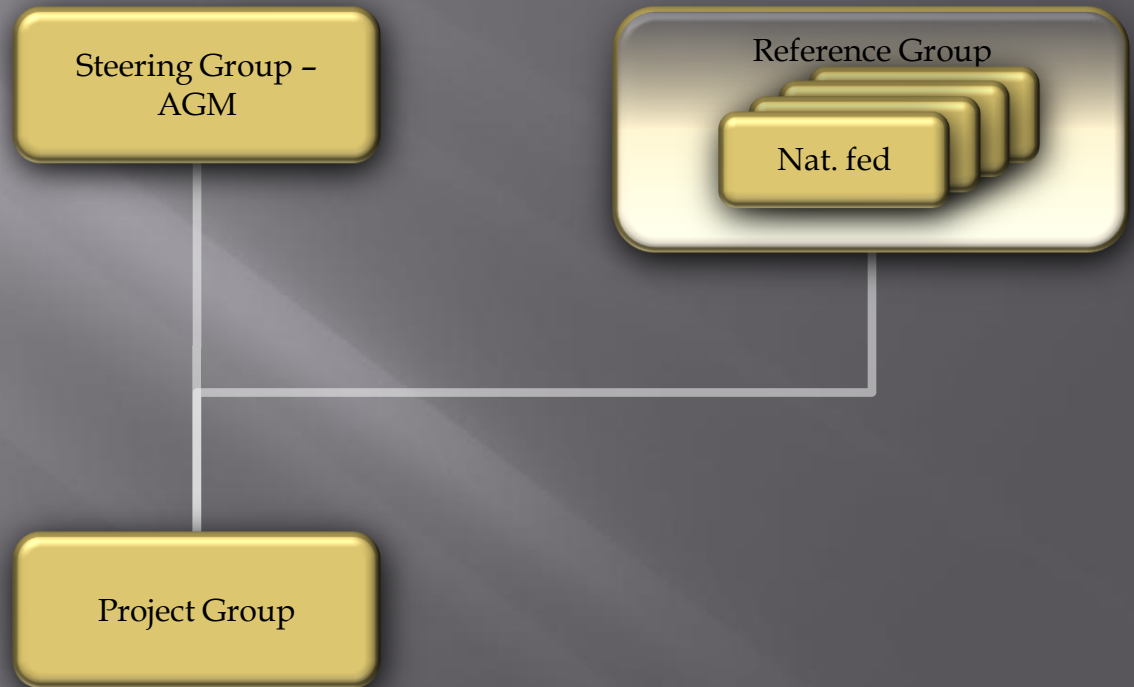 Steering Group –
AGM
Reference Group
Nat. fed
Project Group